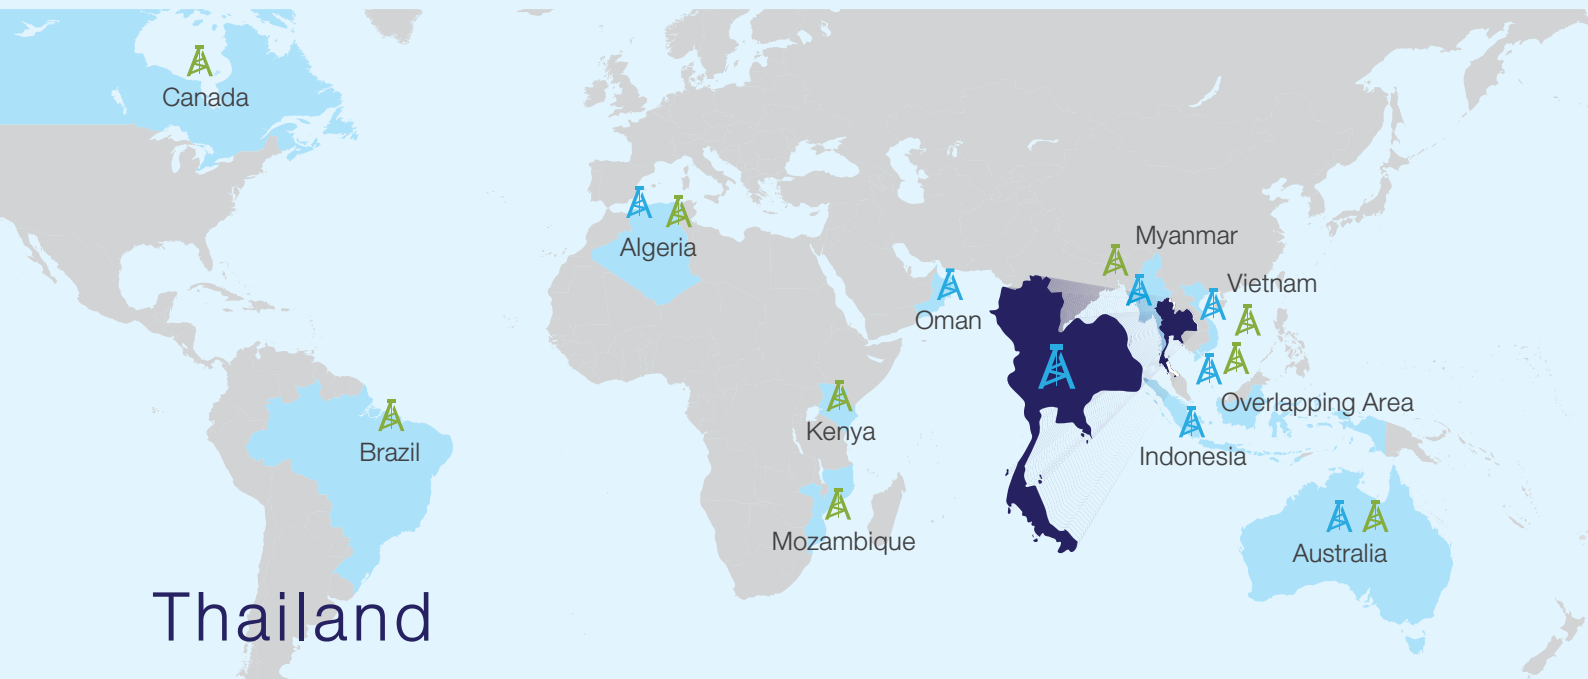 Canada
Myanmar
Algeria
Vietnam
Oman
Overlapping Area
Kenya
Brazil
Indonesia
Mozambique
Australia
Thailand